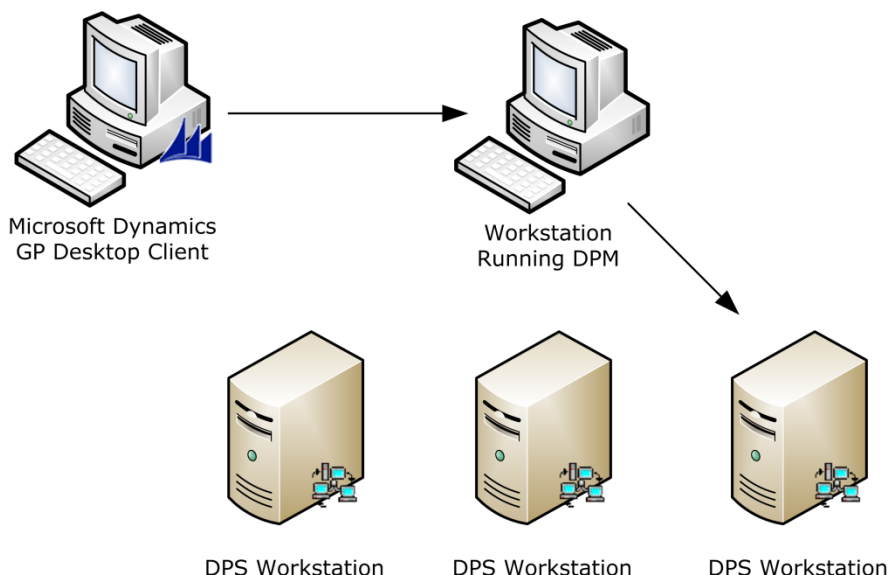 Microsoft Dynamics
GP Desktop Client
Workstation
Running DPM
DPS Workstation
DPS Workstation
DPS Workstation